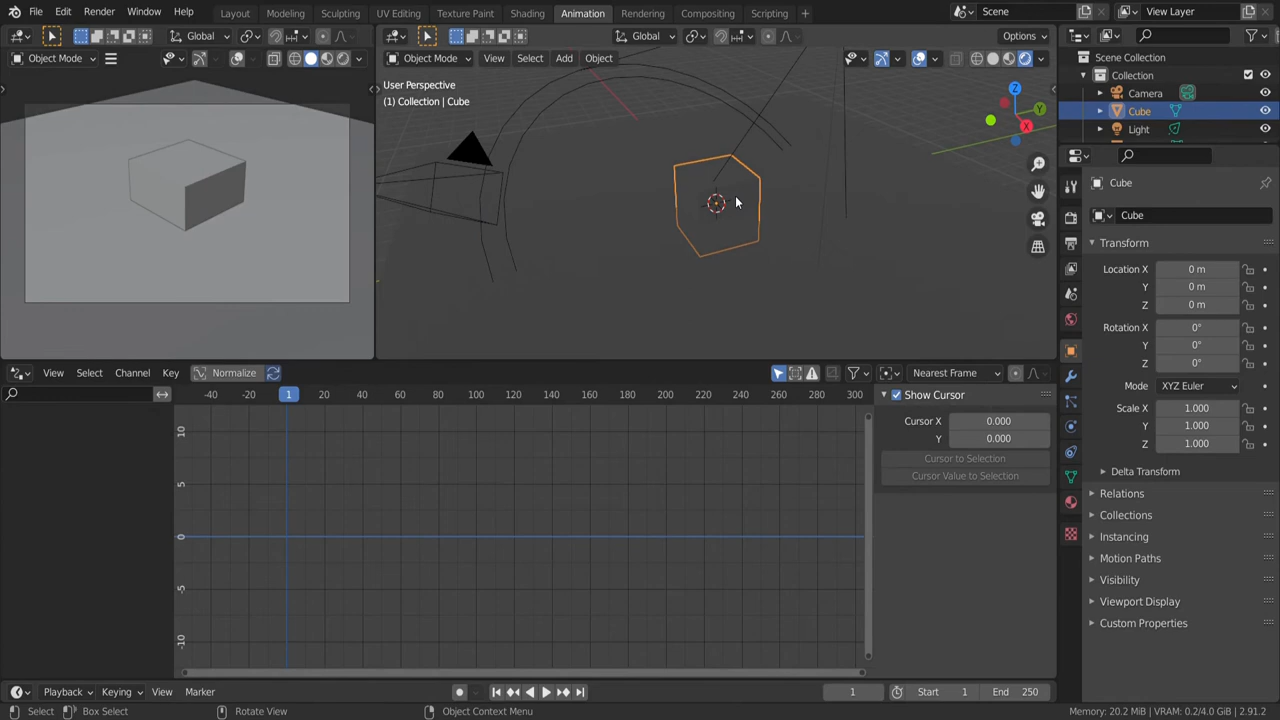 File Edit Render Window Help Layout Modeling Sculpting UV Editing Texture Paint Shading Animation Rendering Compositing Scripting + Scene View Layer
Global Global Options
Object Mode Object Mode View Select Add Object
Scene Collection
Collection
Camera
Cube
Light
User Perspective
(1) Collection | Cube
Z
Y
X
Cube
Cube
Transform
Location X 0 m
Y 0 m
Z 0 m
Rotation X 0°
Y 0°
Z 0°
Mode XYZ Euler
Scale X 1.000
Y 1.000
Z 1.000
Delta Transform
Relations
Collections
Instancing
Motion Paths
Visibility
Viewport Display
Custom Properties
View Select Channel Key Normalize Nearest Frame
-40 -20 1 20 40 60 80 100 120 140 160 180 200 220 240 260 280 300
10
5
0
-5
-10
Show Cursor
Cursor X 0.000
Y 0.000
Cursor to Selection
Cursor Value to Selection
Playback Keying View Marker 1 Start 1 End 250
Select Box Select Rotate View Object Context Menu Memory: 20.2 MiB | VRAM: 0.2/4.0 GiB | 2.91.2